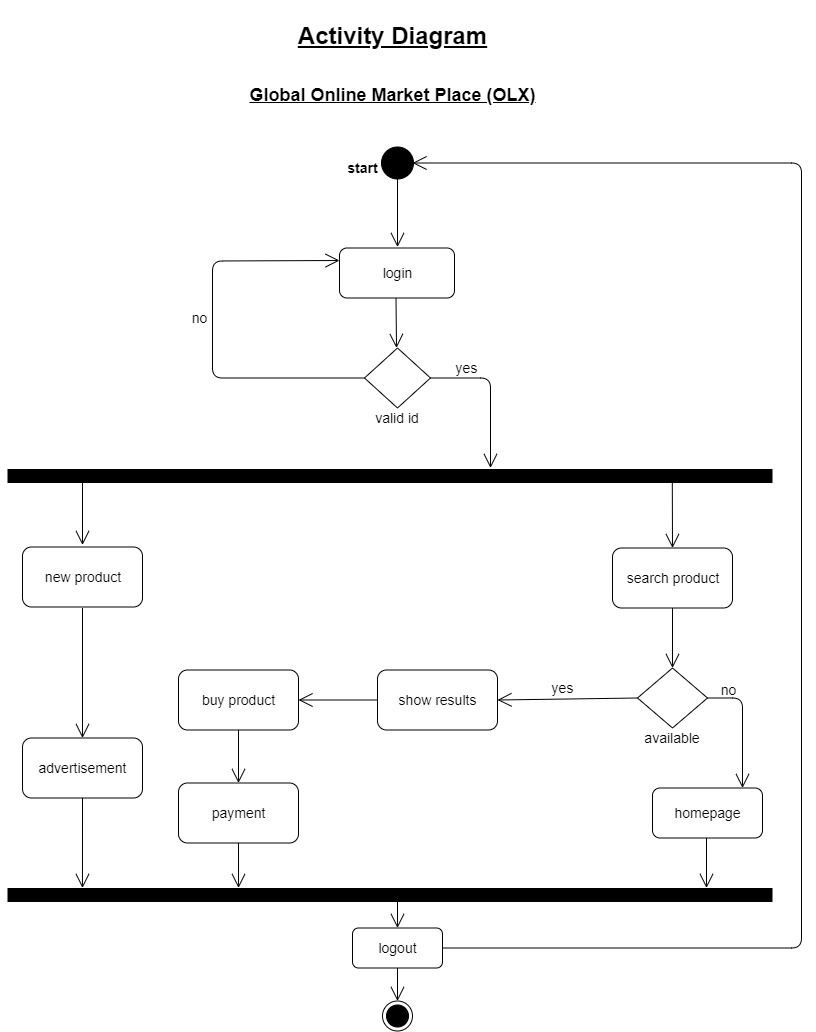 Activity Diagram
Global Online Market Place (OLX)
start
login
no
yes
valid id
new product
search product
buy product
show results
yes
no
available
advertisement
payment
homepage
logout